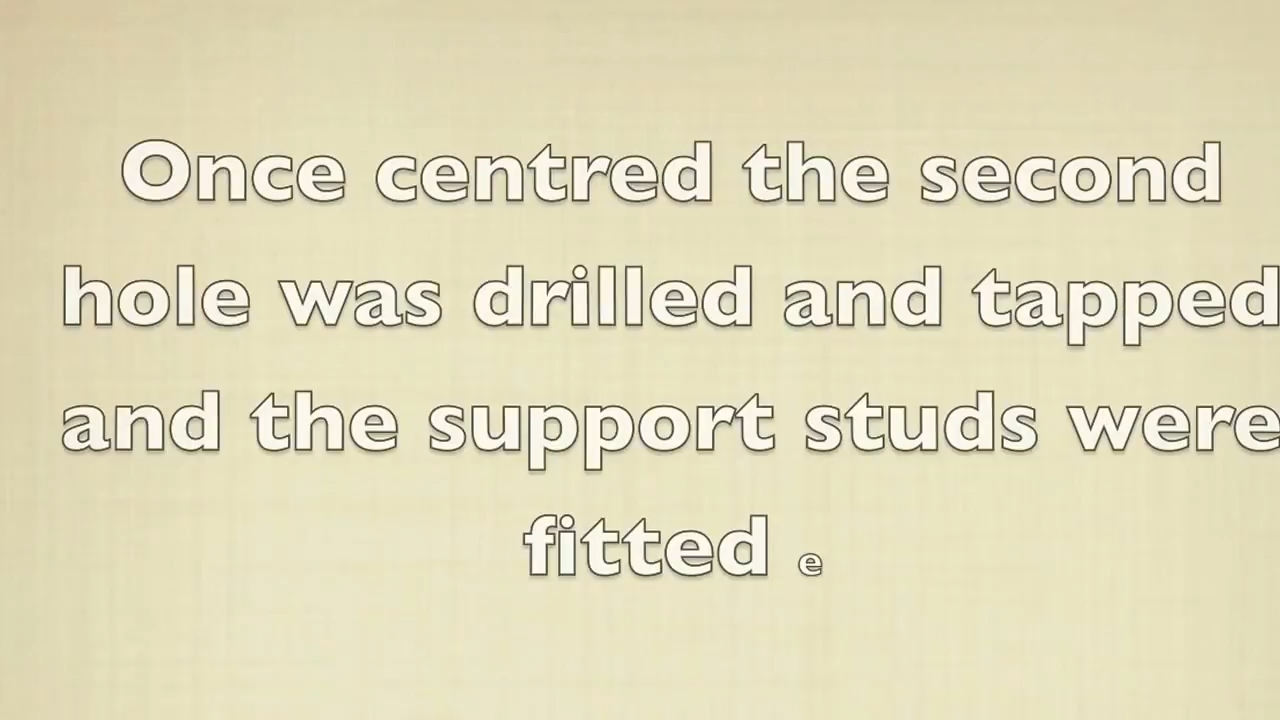 Once centred the second
hole was drilled and tapped
and the support studs were
fitted e